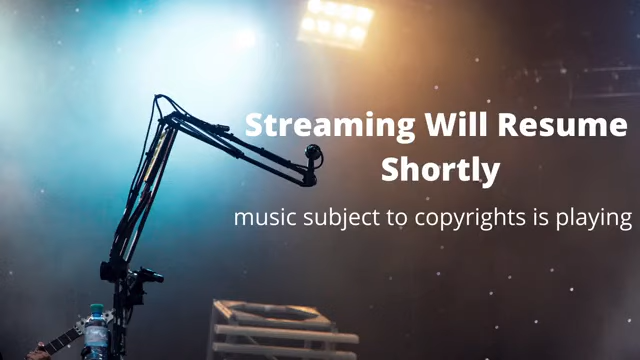 Streaming Will Resume
Shortly
music subject to copyrights is playing